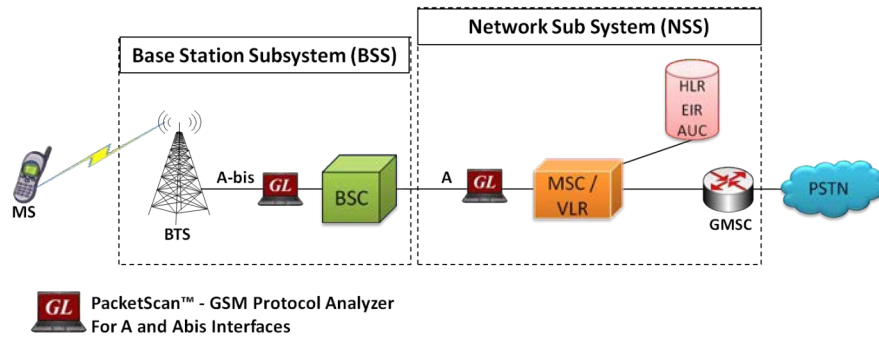 Network Sub System (NSS)
Base Station Subsystem (BSS)
HLR
EIR
AUC
MS
A-bis
GL
BSC
A
GL
MSC /
VLR
PSTN
BTS
GMSC
GL
PacketScan™ - GSM Protocol Analyzer
For A and Abis Interfaces